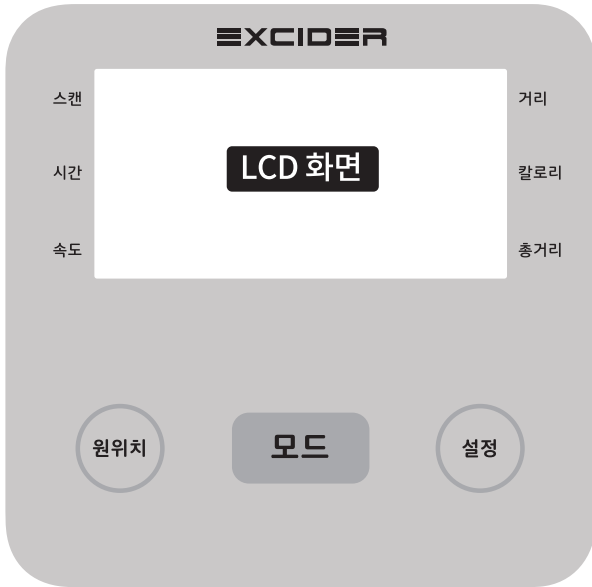 EXCIDER
스캔
거리
LCD 화면
시간
칼로리
속도
총거리
원위치
모드
설정